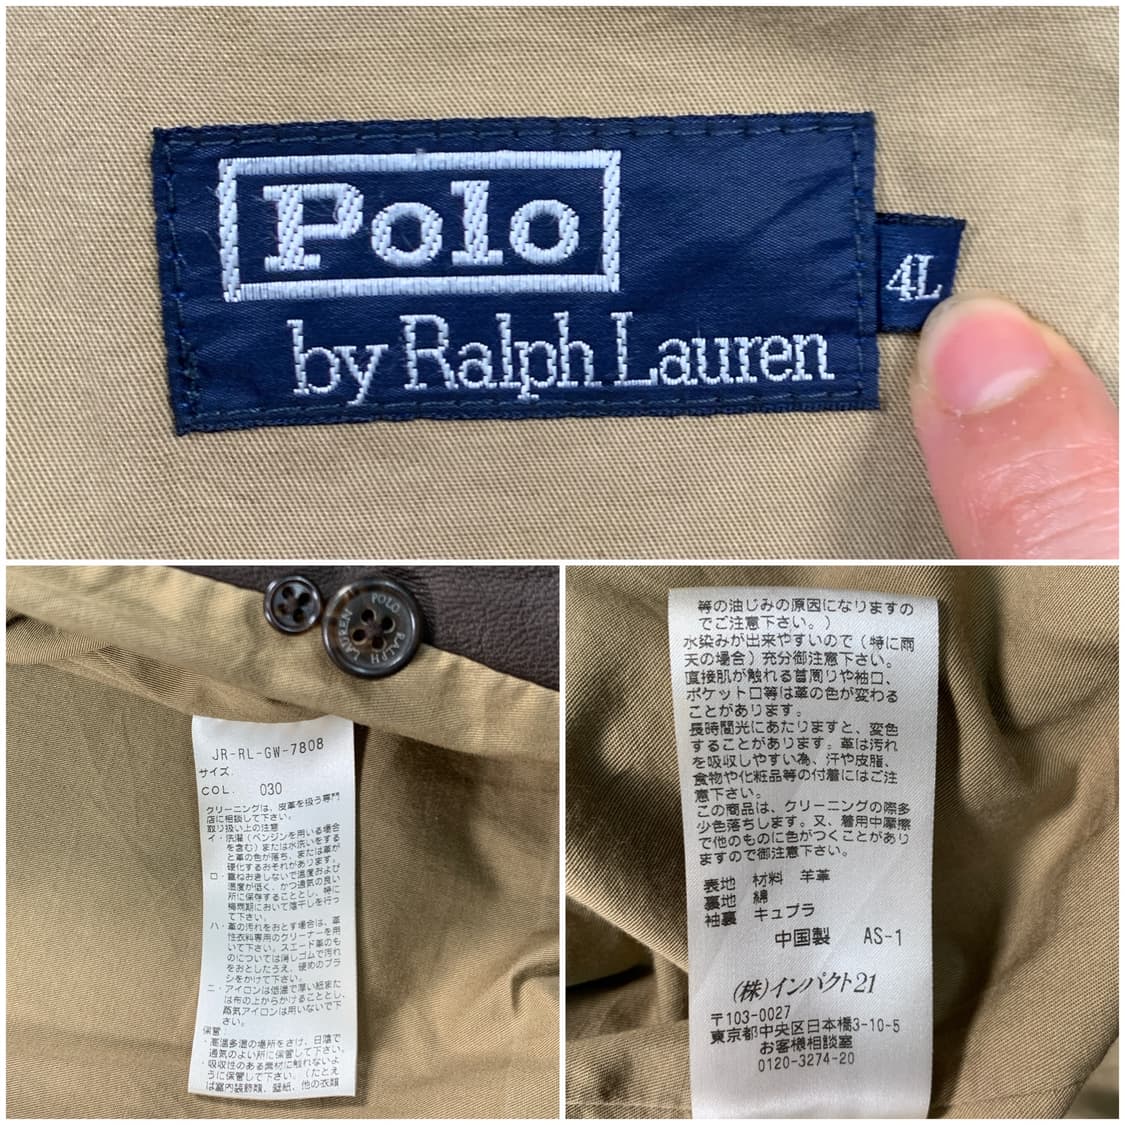 Polo
by Ralph Lauren
4L
POLO RALPH LAUREN
JR-RL-GW-7808
サイズ
COL. 030
クリーニングは、皮革を扱う専門
店に相談して下さい。
取り扱い上の注意
イ・洗濯（ベンジンを用いる場合
を含む）または水洗いをする
と革の色が落ち、または革が
硬化するおそれがあります。
ロ・重ねおきしないで温度および
湿度が低く、かつ通気の良い
所に保存することとし、特に
梅雨期において陰干しを行っ
て下さい。
ハ・革の汚れをおとす場合は、革
性衣料専用のクリーナーを用
いて下さい。スエード革のも
のについては消しゴムで汚れ
をおとしたうえ、硬めのブラ
シをかけて下さい。
ニ・アイロンは低温で厚い紙また
は布の上からかけることとし、
蒸気アイロンは用いないで下
さい。
保管：
・高温多湿の場所をさけ、日陰で
通気のよい所に保管して下さい。
・吸収性のある素材に触れないよ
うに保管して下さい。（たとえ
ば室内装飾類、壁紙、他の衣類
等の油じみの原因になりますの
でご注意下さい。）
水染みが出来やすいので（特に雨
天の場合）充分御注意下さい。
直接肌が触れる首周りや袖口、
ポケット口等は革の色が変わる
ことがあります。
長時間光にあたりますと、変色
することがあります。革は汚れ
を吸収しやすい為、汗や皮脂、
食物や化粧品等の付着にはご注
意下さい。
この商品は、クリーニングの際多
少色落ちします。又、着用中摩擦
で他のものに色がつくことがあり
ますので御注意下さい。
表地 材料 羊革
裏地 綿
袖裏 キュプラ
中国製 AS-1
(株)インパクト21
〒103-0027
東京都中央区日本橋3-10-5
お客様相談室
0120-3274-20